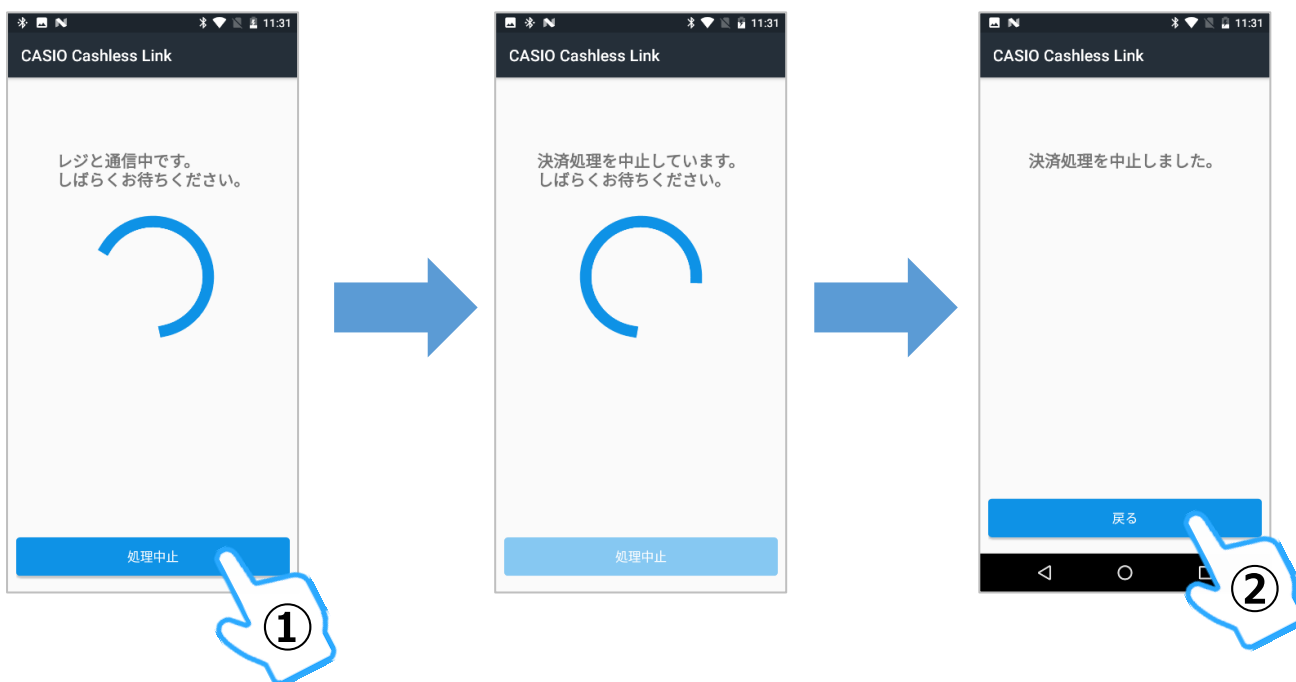 11:31
CASIO Cashless Link
レジと通信中です。
しばらくお待ちください。
処理中止
①
11:31
CASIO Cashless Link
決済処理を中止しています。
しばらくお待ちください。
処理中止
11:31
CASIO Cashless Link
決済処理を中止しました。
戻る
②